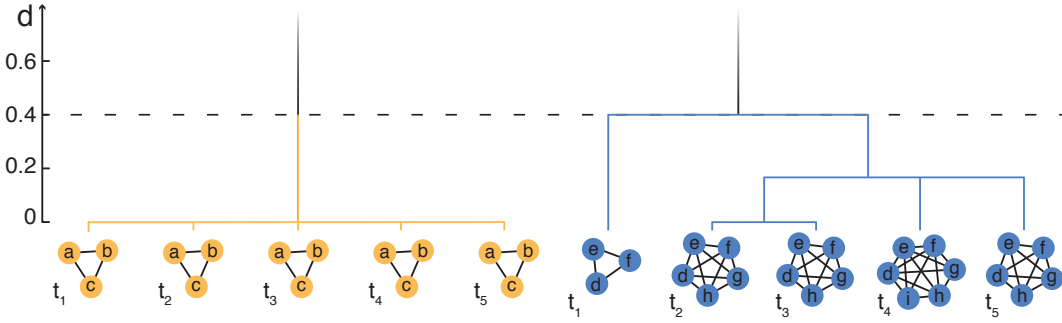 d
0.6
0.4
0.2
0
a b c
a b c
a b c
a b c
a b c
e f d
e f d g h
e f d g h
e f d g i h
e f d g h
t1 t2 t3 t4 t5 t1 t2 t3 t4 t5